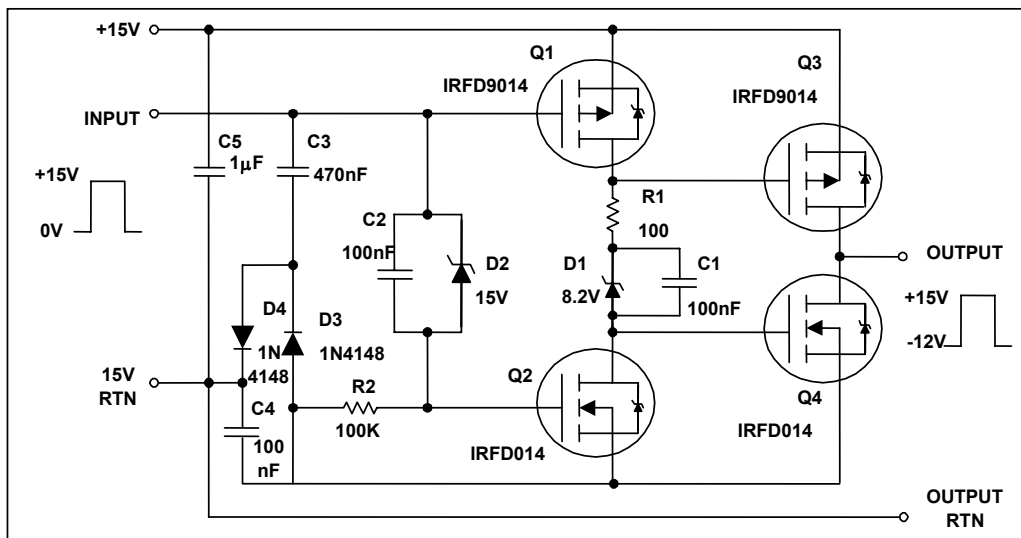 +15V
Q1
Q3
IRFD9014
IRFD9014
INPUT
C5
1μF
C3
470nF
+15V
0V
R1
100
C2
100nF
D2
15V
D1
8.2V
C1
100nF
OUTPUT
+15V
-12V
D4
1N
4148
D3
1N4148
15V
RTN
R2
100K
Q2
Q4
C4
100
nF
IRFD014
IRFD014
OUTPUT
RTN